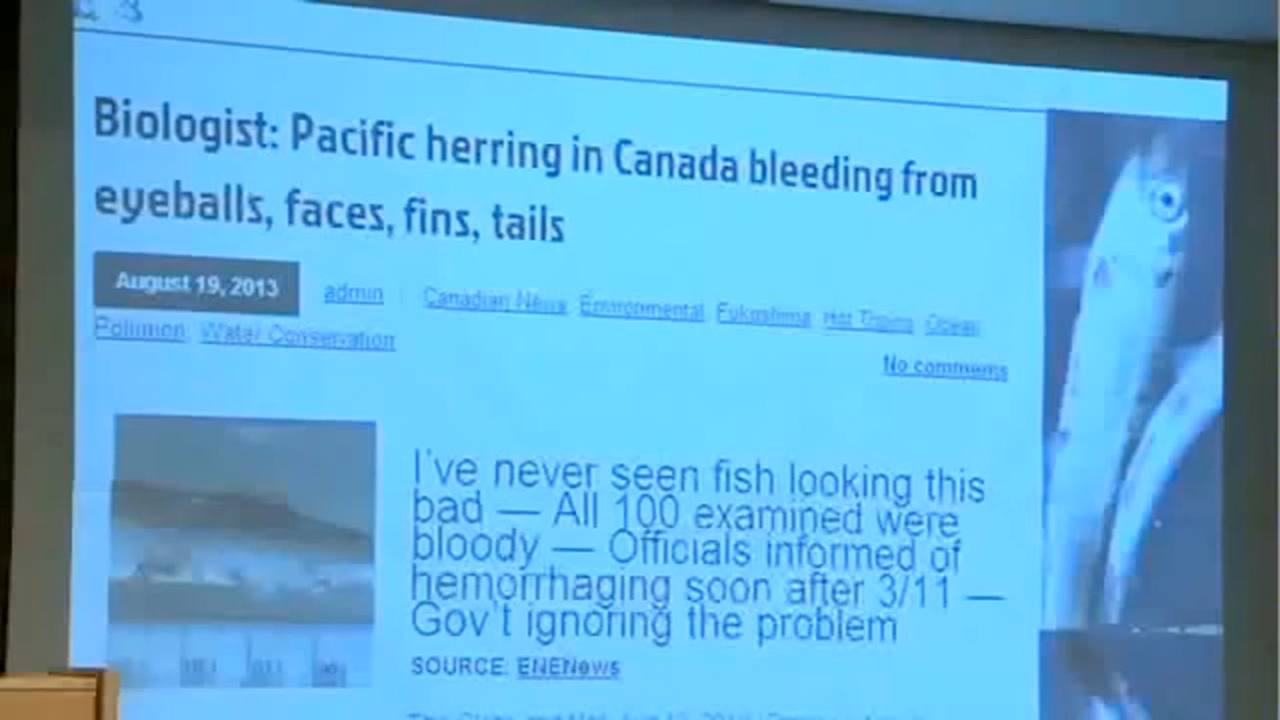 Biologist: Pacific herring in Canada bleeding from
eyeballs, faces, fins, tails
August 19, 2013 admin Canadian News Environmental Fukushima Hot Topics Ocean
Pollution Water Conservation
No comments
I've never seen fish looking this
bad — All 100 examined were
bloody — Officials informed of
hemorrhaging soon after 3/11 —
Gov't ignoring the problem
SOURCE: ENENews